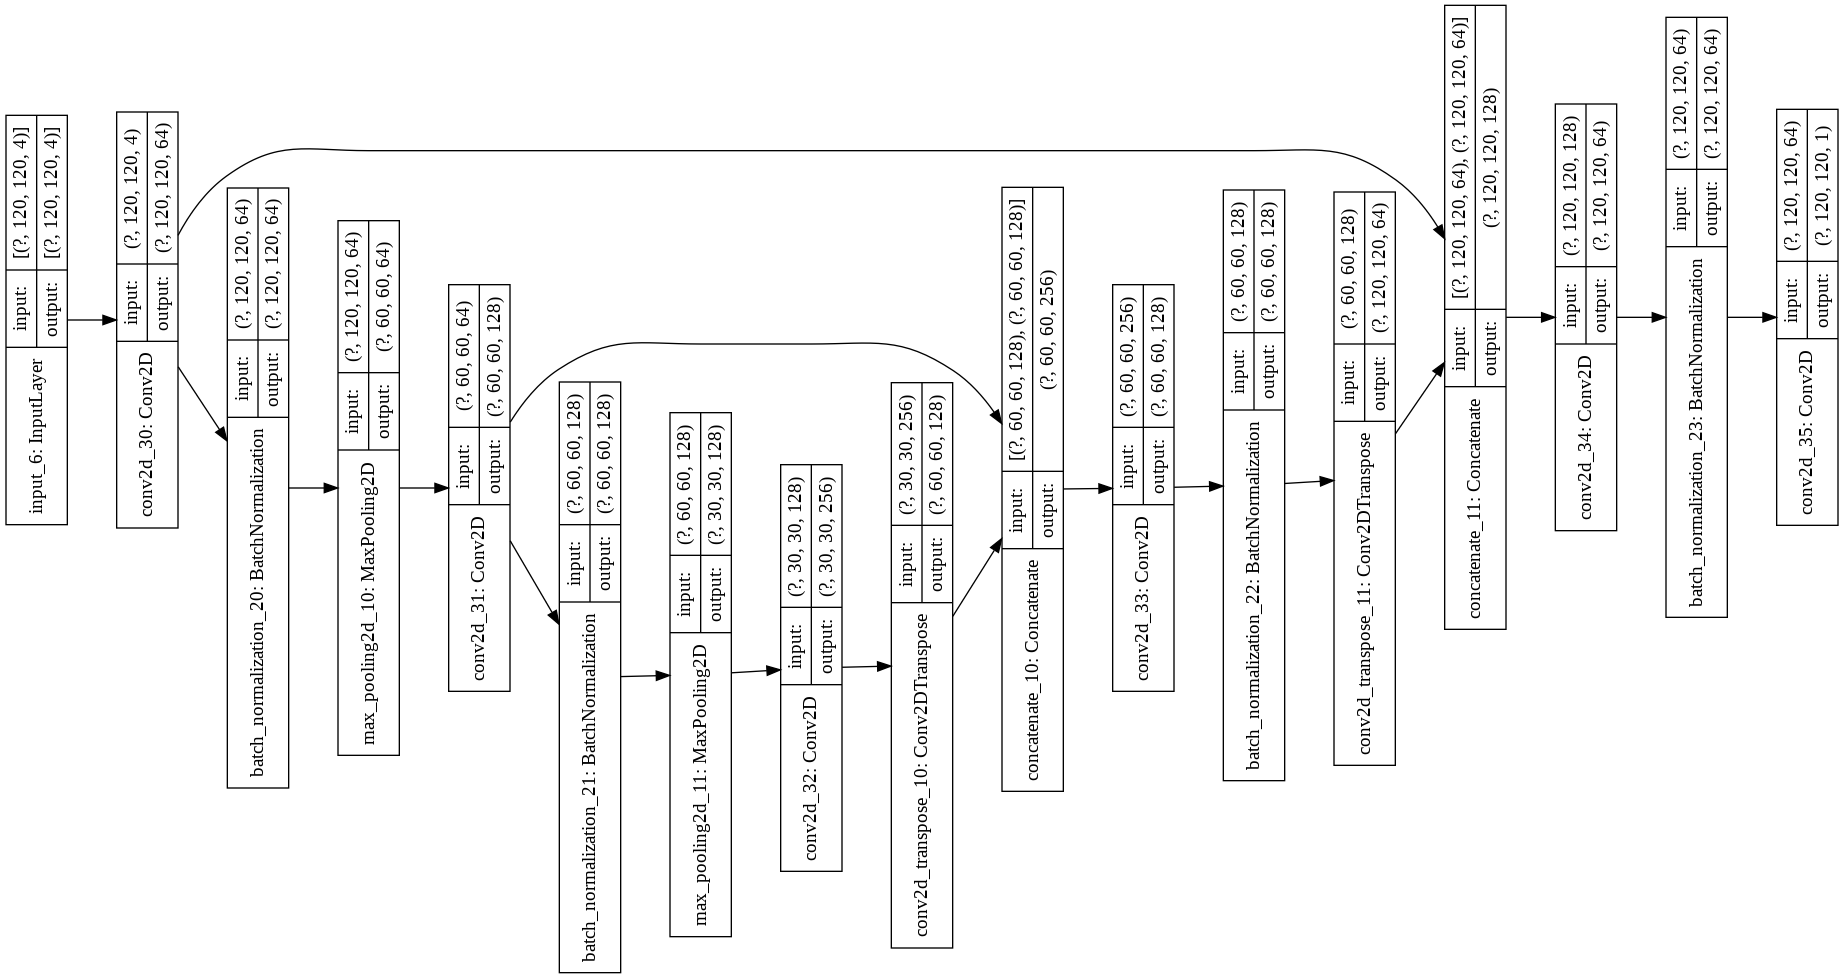 input_6: InputLayer
input:
output:
[(?, 120, 120, 4)]
[(?, 120, 120, 4)]
conv2d_30: Conv2D
input:
output:
(?, 120, 120, 4)
(?, 120, 120, 64)
batch_normalization_20: BatchNormalization
input:
output:
(?, 120, 120, 64)
(?, 120, 120, 64)
max_pooling2d_10: MaxPooling2D
input:
output:
(?, 120, 120, 64)
(?, 60, 60, 64)
conv2d_31: Conv2D
input:
output:
(?, 60, 60, 64)
(?, 60, 60, 128)
batch_normalization_21: BatchNormalization
input:
output:
(?, 60, 60, 128)
(?, 60, 60, 128)
max_pooling2d_11: MaxPooling2D
input:
output:
(?, 60, 60, 128)
(?, 30, 30, 128)
conv2d_32: Conv2D
input:
output:
(?, 30, 30, 128)
(?, 30, 30, 256)
conv2d_transpose_10: Conv2DTranspose
input:
output:
(?, 30, 30, 256)
(?, 60, 60, 128)
concatenate_10: Concatenate
input:
output:
[(?, 60, 60, 128), (?, 60, 60, 128)]
(?, 60, 60, 256)
conv2d_33: Conv2D
input:
output:
(?, 60, 60, 256)
(?, 60, 60, 128)
batch_normalization_22: BatchNormalization
input:
output:
(?, 60, 60, 128)
(?, 60, 60, 128)
conv2d_transpose_11: Conv2DTranspose
input:
output:
(?, 60, 60, 128)
(?, 120, 120, 64)
concatenate_11: Concatenate
input:
output:
[(?, 120, 120, 64), (?, 120, 120, 64)]
(?, 120, 120, 128)
conv2d_34: Conv2D
input:
output:
(?, 120, 120, 128)
(?, 120, 120, 64)
batch_normalization_23: BatchNormalization
input:
output:
(?, 120, 120, 64)
(?, 120, 120, 64)
conv2d_35: Conv2D
input:
output:
(?, 120, 120, 64)
(?, 120, 120, 1)